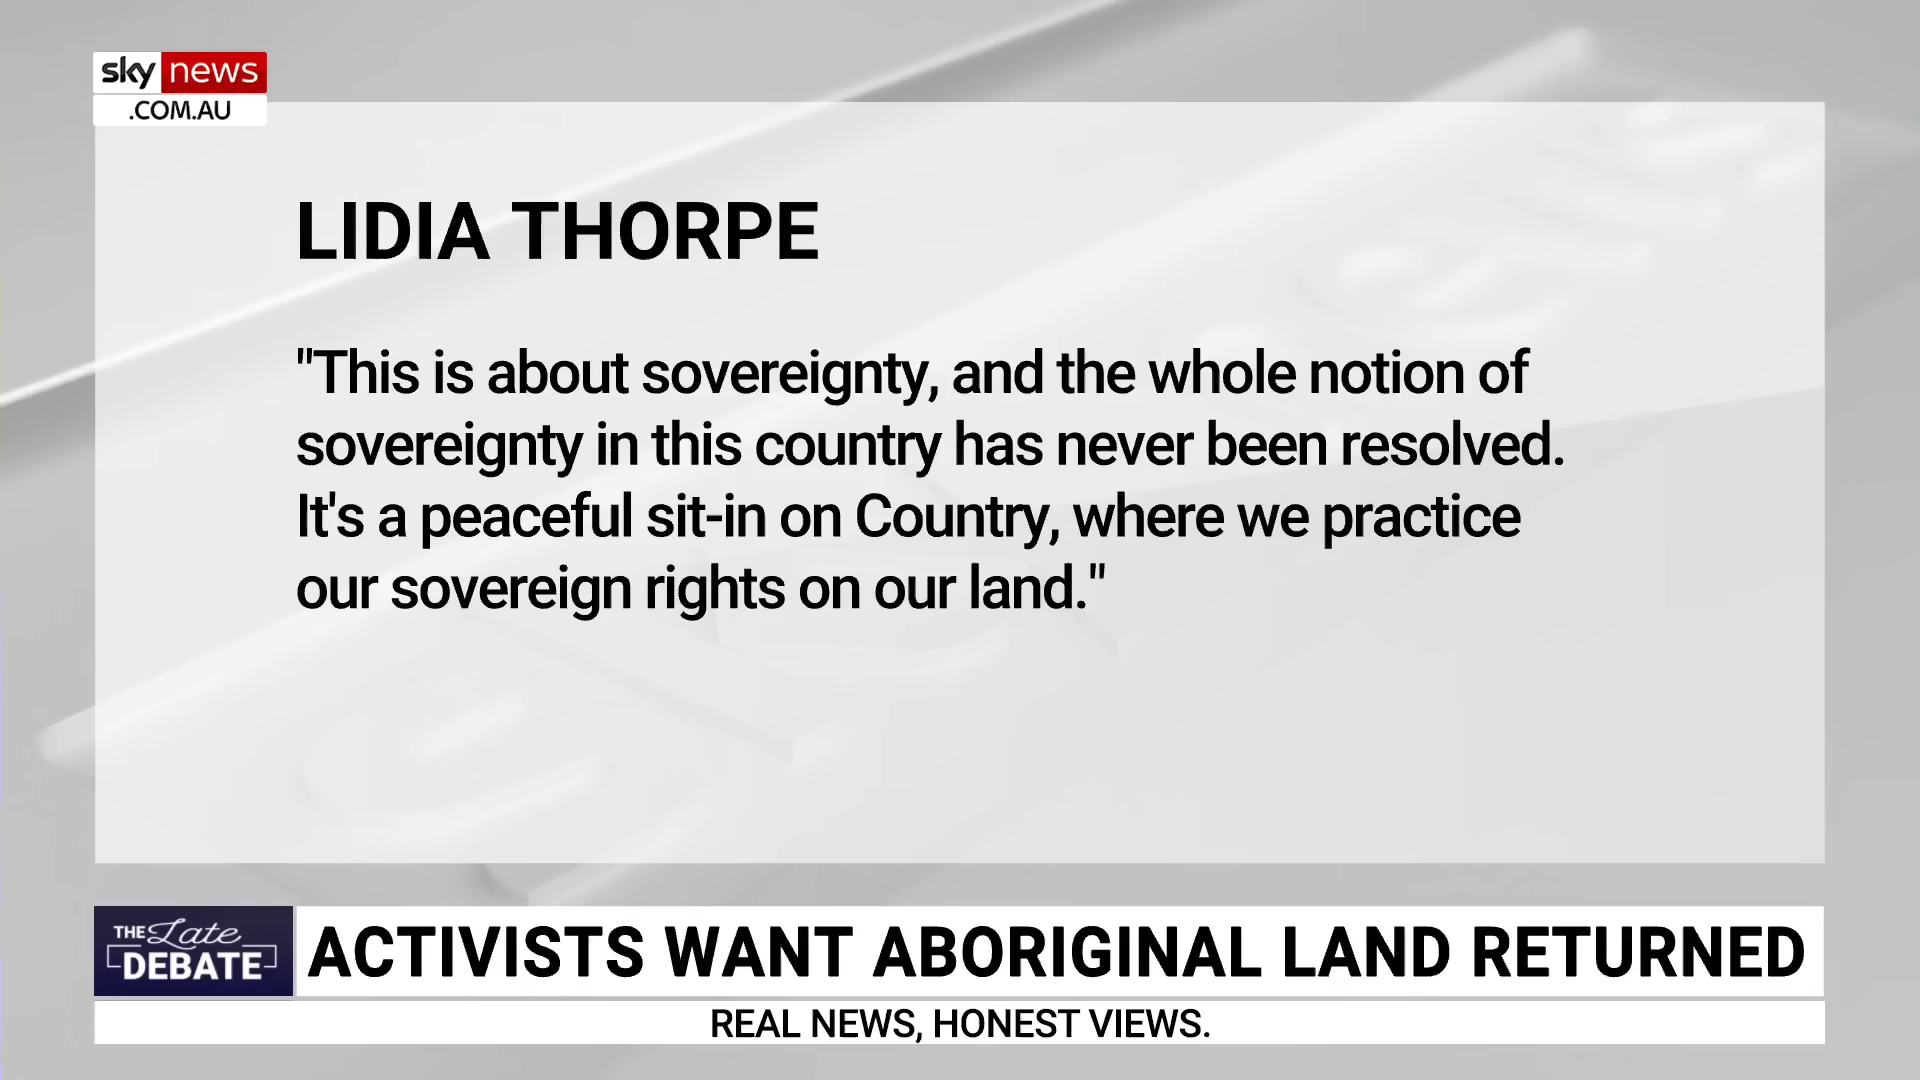 sky news
.COM.AU
LIDIA THORPE
"This is about sovereignty, and the whole notion of
sovereignty in this country has never been resolved.
It's a peaceful sit-in on Country, where we practice
our sovereign rights on our land."
THE Late
DEBATE
ACTIVISTS WANT ABORIGINAL LAND RETURNED
REAL NEWS, HONEST VIEWS.